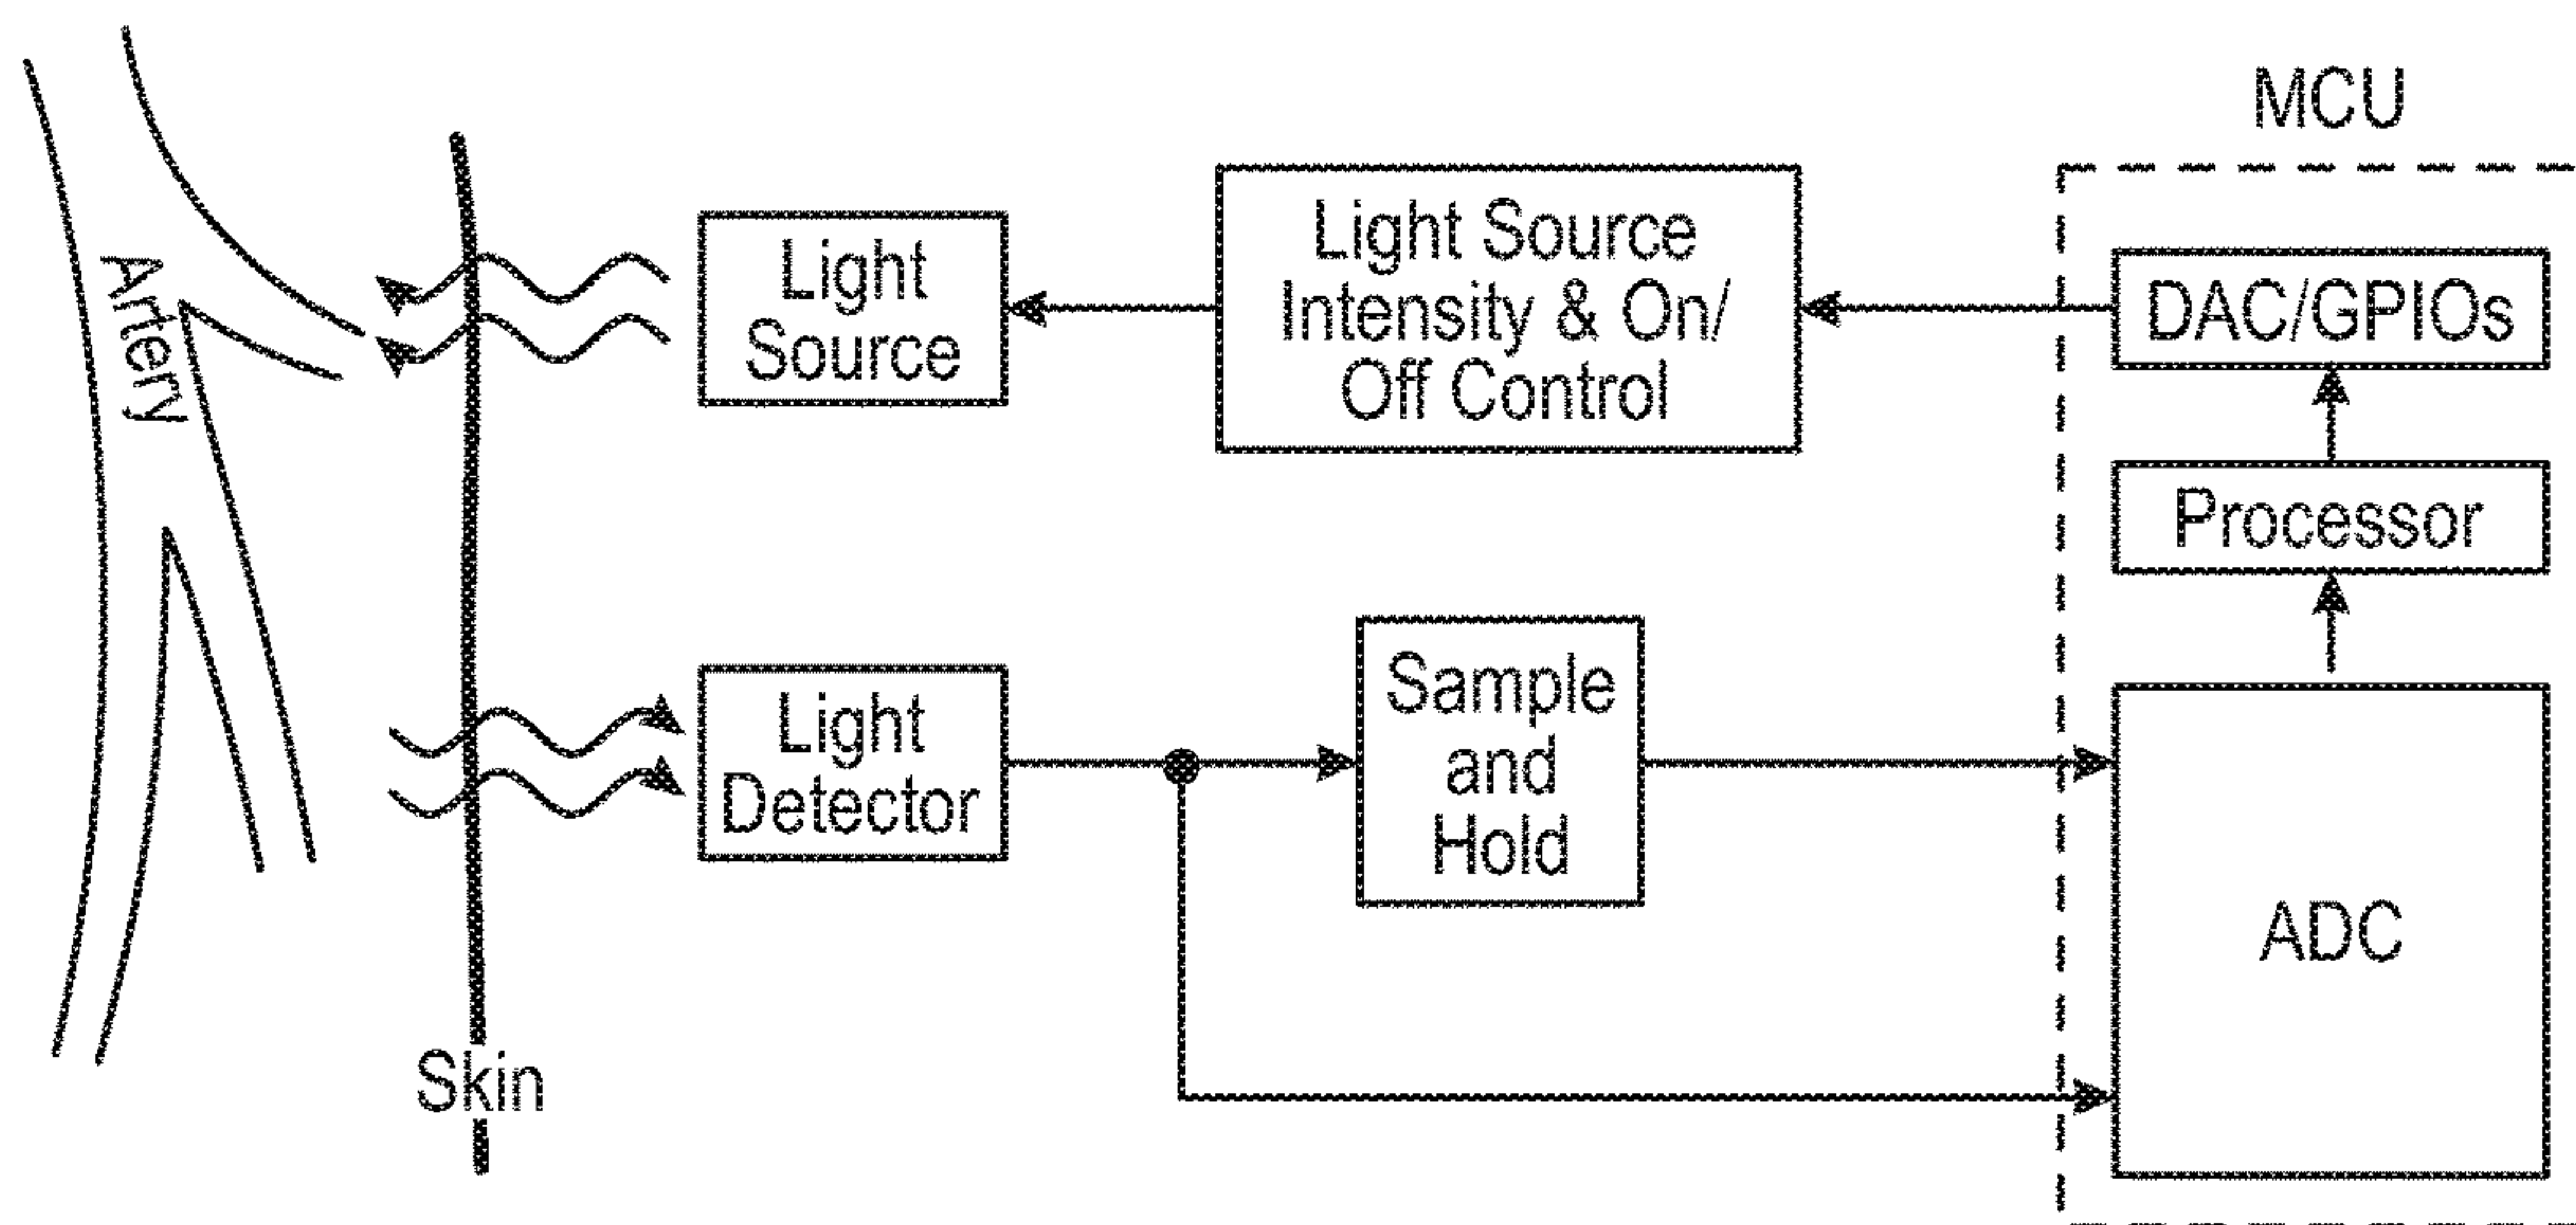 MCU
Artery
Light
Source
Light Source
Intensity & On/
Off Control
DAC/GPIOs
Processor
Light
Detector
Sample
and
Hold
ADC
Skin